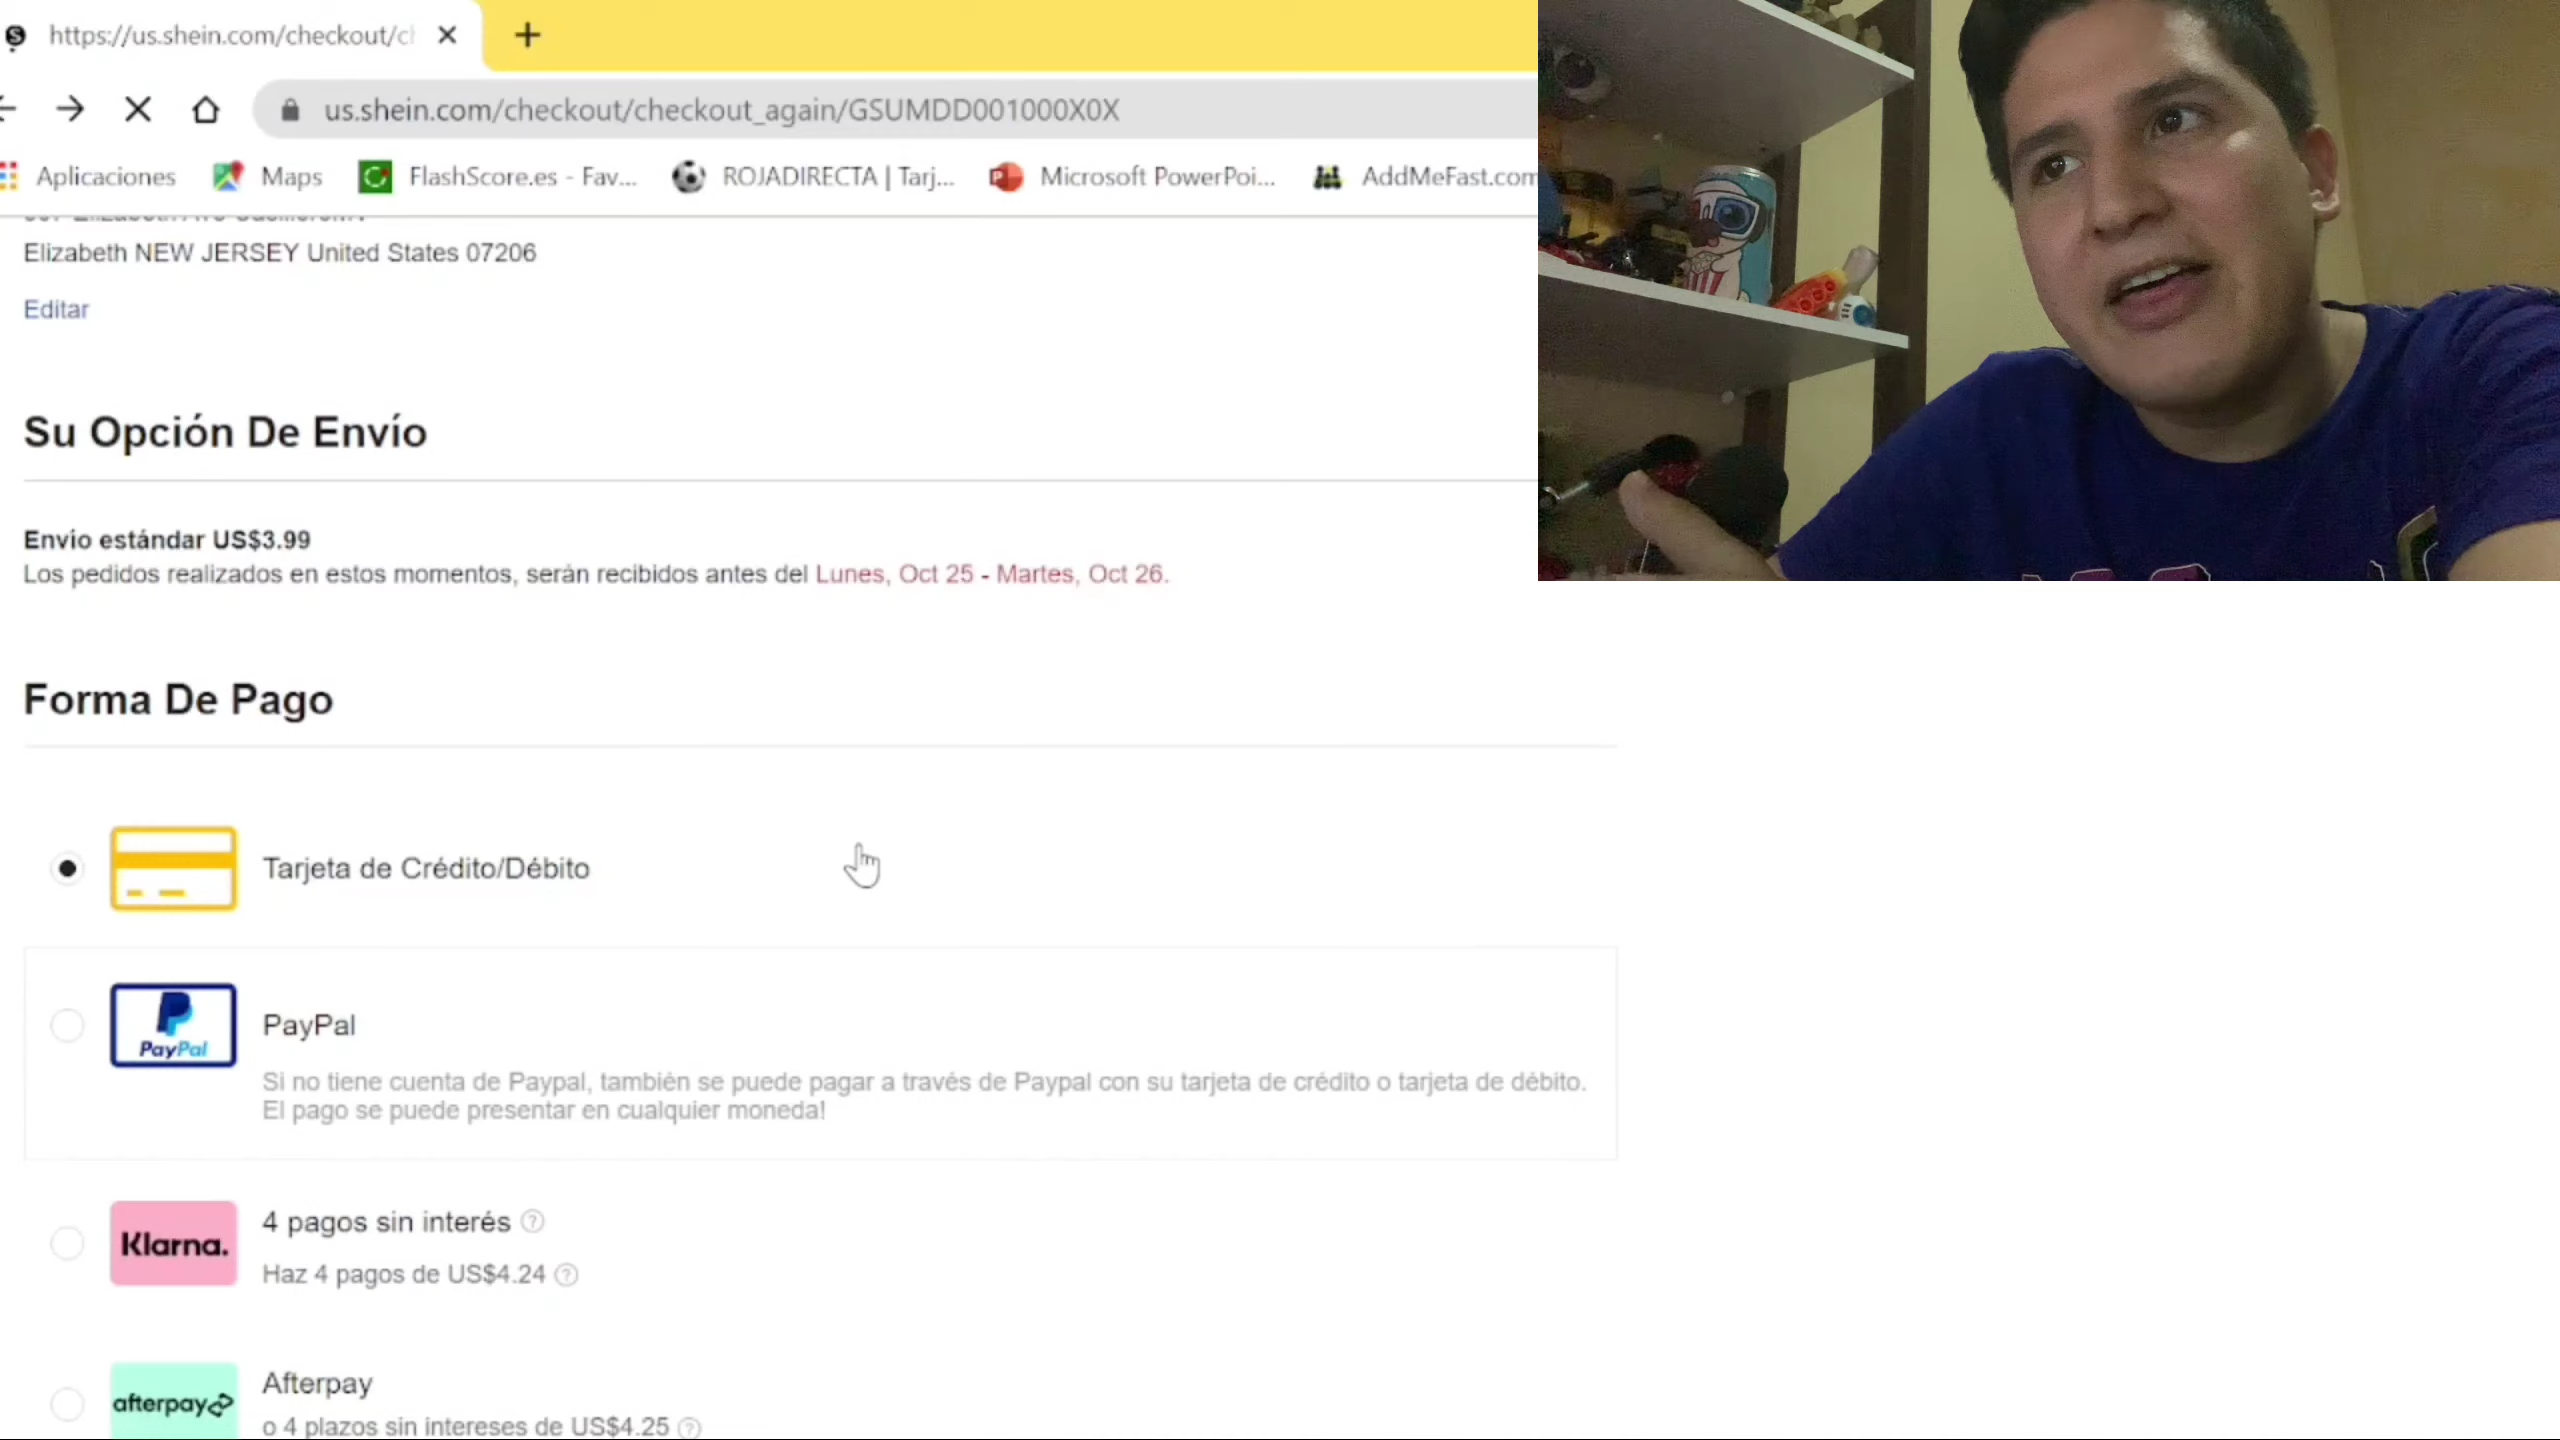 https://us.shein.com/checkout/c
us.shein.com/checkout/checkout_again/GSUMDD001000X0X
Aplicaciones
Maps
FlashScore.es - Fav...
ROJADIRECTA | Tarj...
Microsoft PowerPoi...
AddMeFast.com
Elizabeth NEW JERSEY United States 07206
Editar
Su Opción De Envío
Envío estándar US$3.99
Los pedidos realizados en estos momentos, serán recibidos antes del Lunes, Oct 25 - Martes, Oct 26.
Forma De Pago
Tarjeta de Crédito/Débito
PayPal
PayPal
Si no tiene cuenta de Paypal, también se puede pagar a través de Paypal con su tarjeta de crédito o tarjeta de débito.
El pago se puede presentar en cualquier moneda!
Klarna.
4 pagos sin interés
Haz 4 pagos de US$4.24
afterpay
Afterpay
o 4 plazos sin intereses de US$4.25